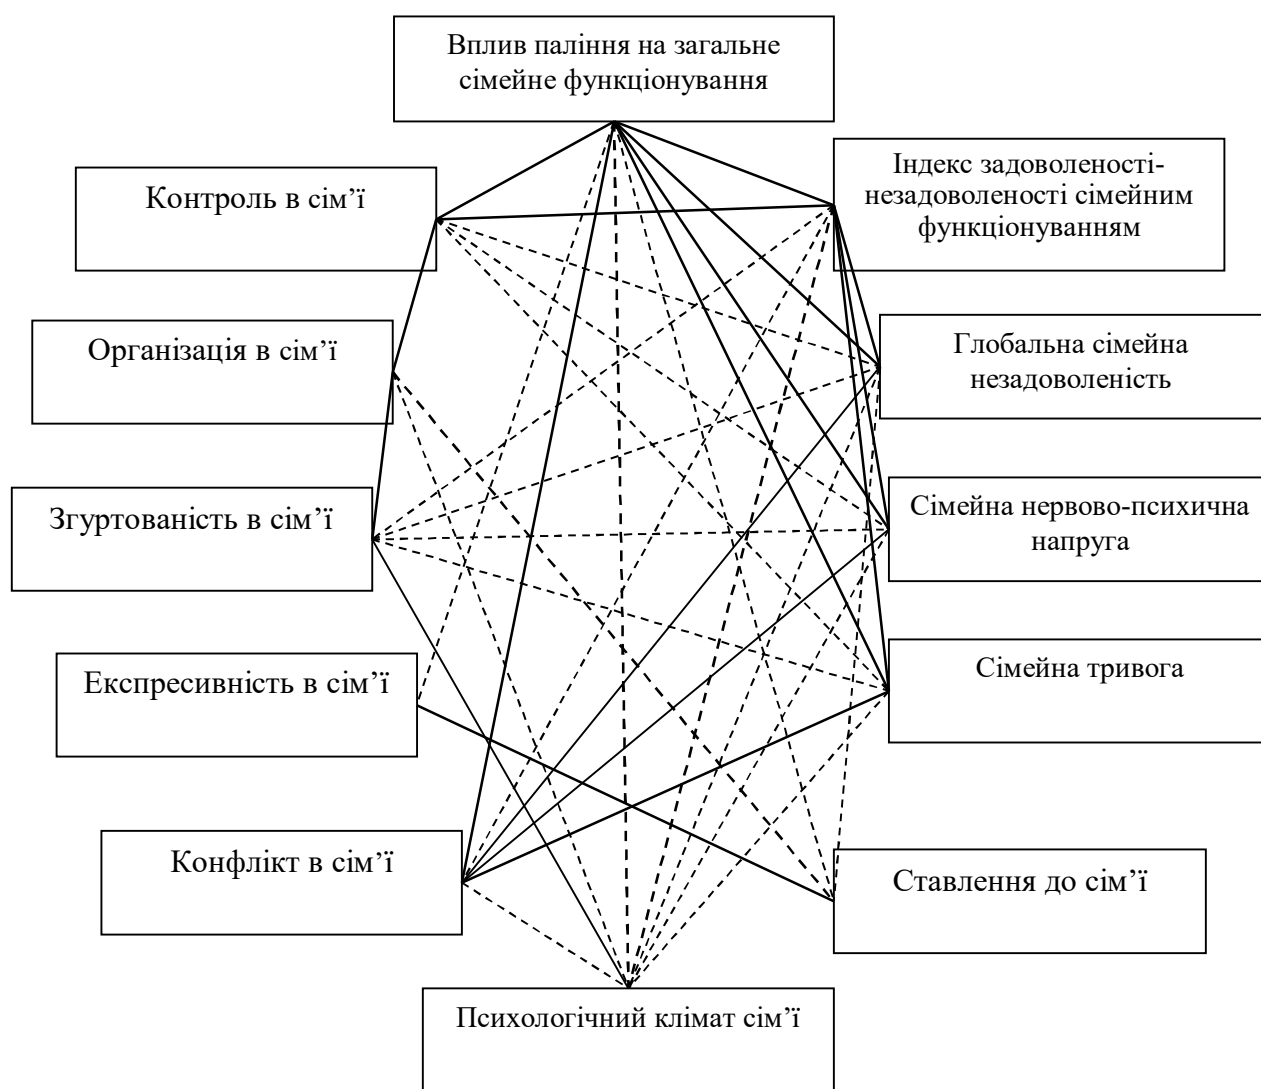 Вплив паління на загальне
сімейне функціонування
Контроль в сім’ї
Індекс задоволеності-
незадоволеності сімейним
функціонуванням
Організація в сім’ї
Глобальна сімейна
незадоволеність
Згуртованість в сім’ї
Сімейна нервово-психична
напруга
Експресивність в сім’ї
Сімейна тривога
Конфлікт в сім’ї
Ставлення до сім’ї
Психологічний клімат сім’ї